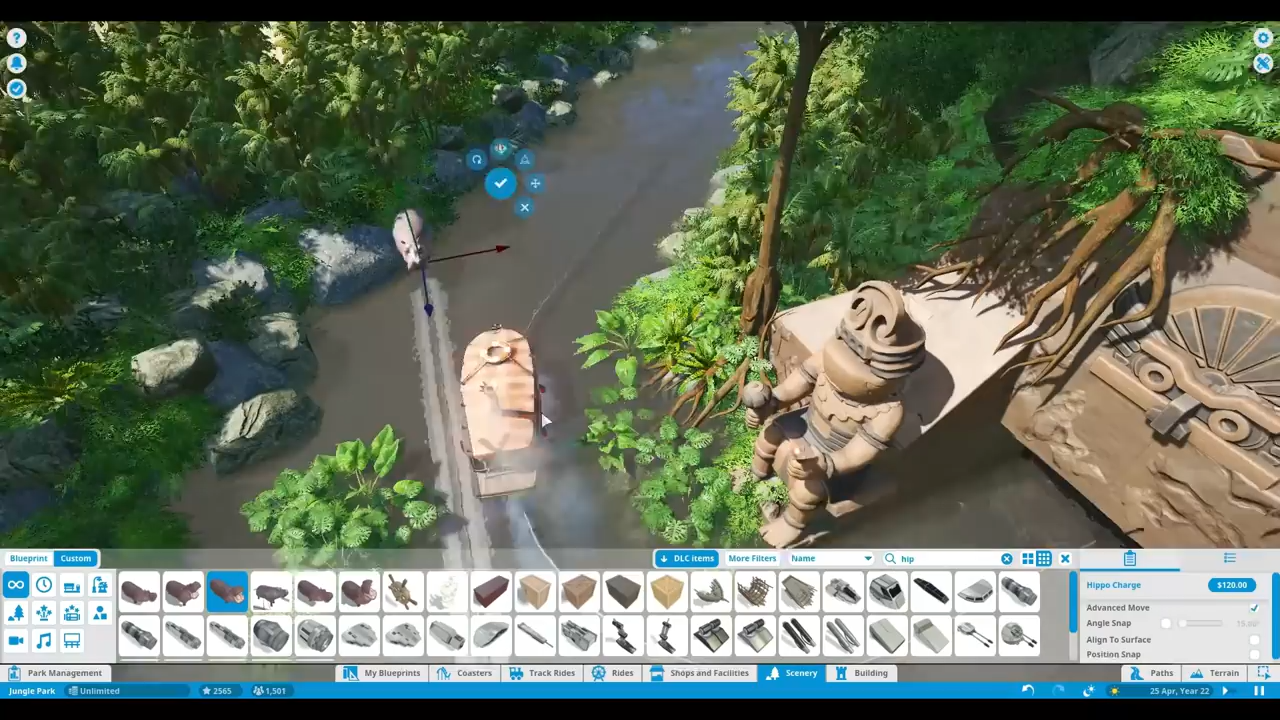 Blueprint
Custom
DLC items
More Filters
Name
hip
Hippo Charge
$120.00
Advanced Move
Angle Snap
Align To Surface
Position Snap
Park Management
My Blueprints
Coasters
Track Rides
Rides
Shops and Facilities
Scenery
Building
Paths
Terrain
Jungle Park
Unlimited
2565
1,501
25 Apr, Year 22